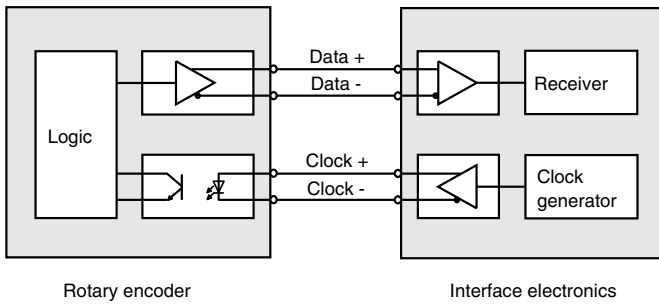 Data +
Data -
Receiver
Logic
Clock +
Clock -
Clock
generator
Rotary encoder
Interface electronics